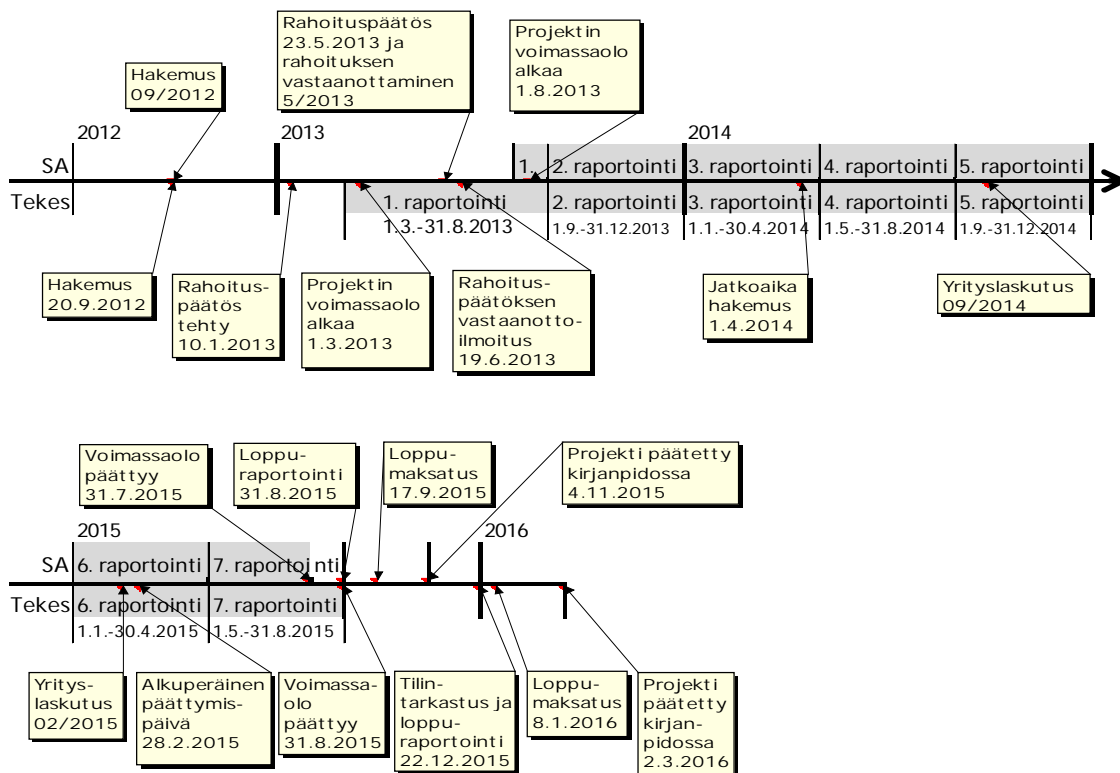 Rahoituspäätös
23.5.2013 ja
rahoituksen
vastaanottaminen
5/2013
Projektin
voimassaolo
alkaa
1.8.2013
Hakemus
09/2012
2012
2013
2014
SA
1.
2. raportointi
3. raportointi
4. raportointi
5. raportointi
Tekes
1. raportointi
1.3.-31.8.2013
2. raportointi
1.9.-31.12.2013
3. raportointi
1.1.-30.4.2014
4. raportointi
1.5.-31.8.2014
5. raportointi
1.9.-31.12.2014
Hakemus
20.9.2012
Rahoitus-
päätös
tehty
10.1.2013
Projektin
voimassaolo
alkaa
1.3.2013
Rahoitus-
päätöksen
vastaanotto-
ilmoitus
19.6.2013
Jatkoaika
hakemus
1.4.2014
Yrityslaskutus
09/2014
Voimassaolo
päättyy
31.7.2015
Loppu-
raportointi
31.8.2015
Loppu-
maksatus
17.9.2015
Projekti päätetty
kirjanpidossa
4.11.2015
2015
2016
SA
6. raportointi
7. raportointi
Tekes
6. raportointi
1.1.-30.4.2015
7. raportointi
1.5.-31.8.2015
Yritys-
laskutus
02/2015
Alkuperäinen
päättymis-
päivä
28.2.2015
Voimassa-
olo
päättyy
31.8.2015
Tilin-
tarkastus ja
loppu-
raportointi
22.12.2015
Loppu-
maksatus
8.1.2016
Projekti
päätetty
kirjan-
pidossa
2.3.2016